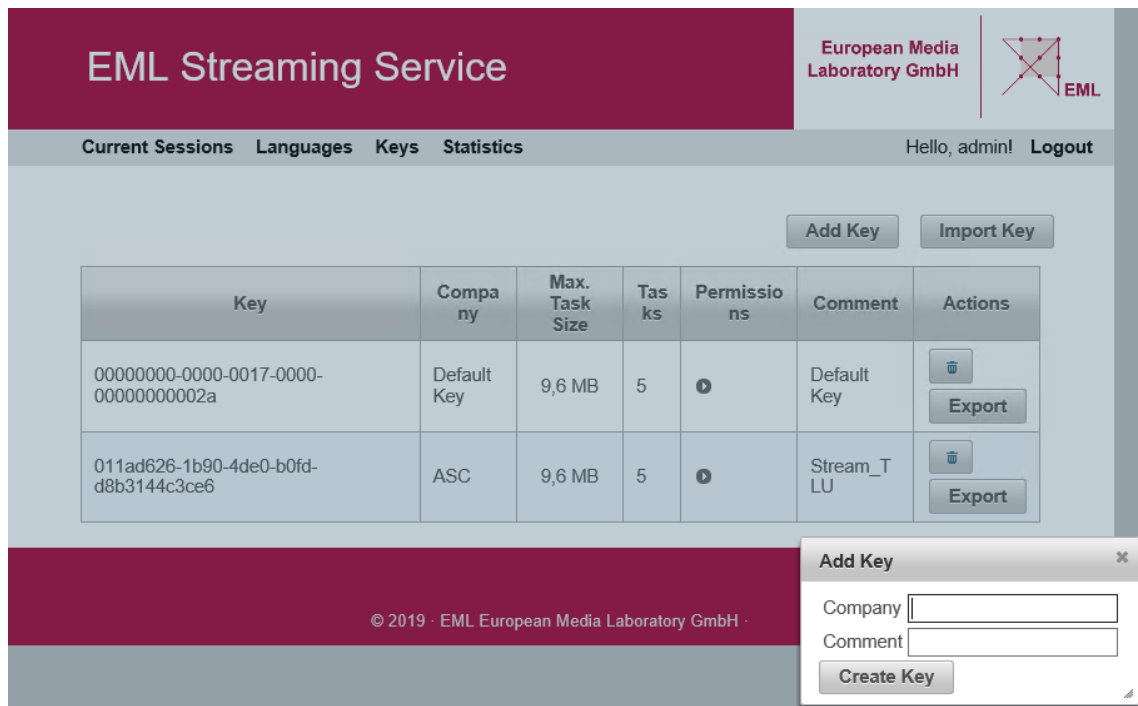 EML Streaming Service
European Media
Laboratory GmbH
EML
Current Sessions Languages Keys Statistics
Hello, admin! Logout
Add Key Import Key
Key
Compa
ny
Max.
Task
Size
Tas
ks
Permissio
ns
Comment
Actions
00000000-0000-0017-0000-
00000000002a
Default
Key
9,6 MB
5
Default
Key
Export
011ad626-1b90-4de0-b0fd-
d8b3144c3ce6
ASC
9,6 MB
5
Stream_T
LU
Export
© 2019 · EML European Media Laboratory GmbH ·
Add Key
Company
Comment
Create Key